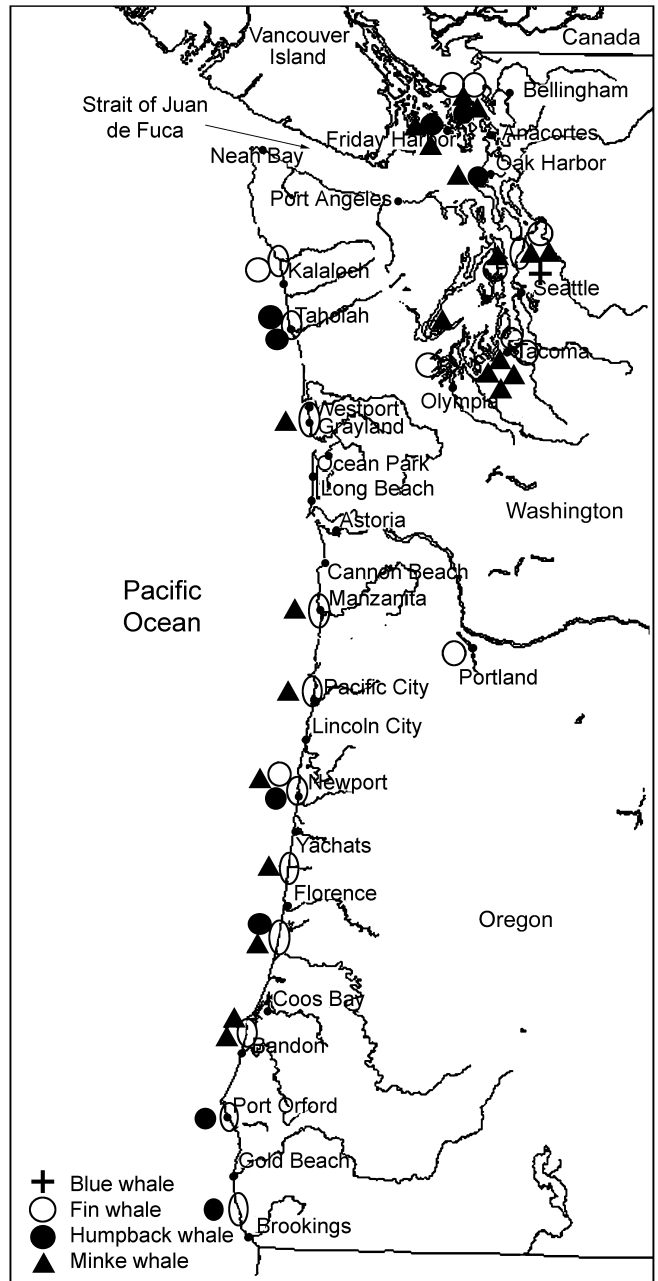 Vancouver
Island
Canada
Bellingham
Strait of Juan
de Fuca
Friday Harbor
Anacortes
Neah Bay
Oak Harbor
Port Angeles
Kalaloch
Seattle
Taholah
Tacoma
Olympia
Westport
Grayland
Ocean Park
Long Beach
Washington
Astoria
Cannon Beach
Pacific
Ocean
Manzanita
Portland
Pacific City
Lincoln City
Newport
Yachats
Florence
Oregon
Coos Bay
Bandon
Port Orford
Gold Beach
Blue whale
Fin whale
Humpback whale
Minke whale
Brookings